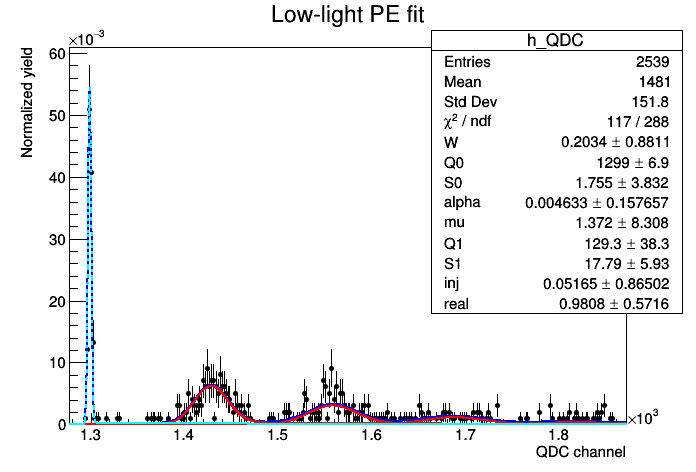 Low-light PE fit
×10⁻³
Normalized yield
60
50
40
30
20
10
0
h_QDC
Entries 2539
Mean 1481
Std Dev 151.8
χ² / ndf 117 / 288
W 0.2034 ± 0.8811
Q0 1299 ± 6.9
S0 1.755 ± 3.832
alpha 0.004633 ± 0.157657
mu 1.372 ± 8.308
Q1 129.3 ± 38.3
S1 17.79 ± 5.93
inj 0.05165 ± 0.86502
real 0.9808 ± 0.5716
1.3 1.4 1.5 1.6 1.7 1.8 ×10³
QDC channel